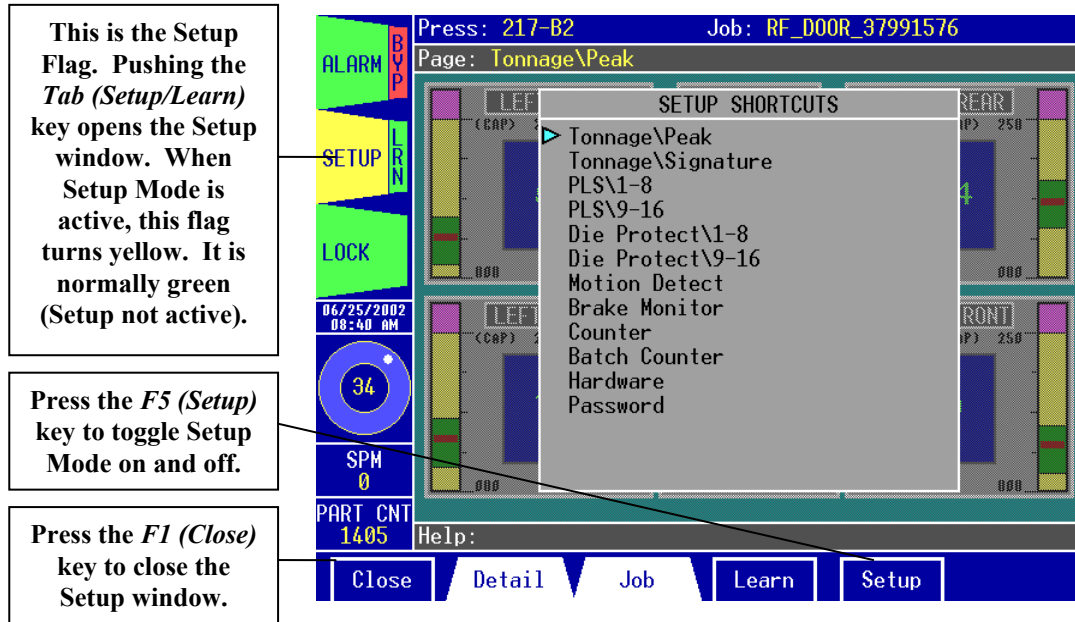 This is the Setup
Flag. Pushing the
Tab (Setup/Learn)
key opens the Setup
window. When
Setup Mode is
active, this flag
turns yellow. It is
normally green
(Setup not active).
Press the F5 (Setup)
key to toggle Setup
Mode on and off.
Press the F1 (Close)
key to close the
Setup window.
ALARM
BYP
SETUP
LRN
LOCK
06/25/2002
08:40 AM
34
SPM
0
PART CNT
1405
Press: 217-B2 Job: RF_DOOR_37991576
Page: Tonnage\Peak
LEF
REAR
(CAP) 2
P) 250
000
000
LEFT
FRONT
(CAP) 2
P) 250
000
000
SETUP SHORTCUTS
Tonnage\Peak
Tonnage\Signature
PLS\1-8
PLS\9-16
Die Protect\1-8
Die Protect\9-16
Motion Detect
Brake Monitor
Counter
Batch Counter
Hardware
Password
Help:
Close Detail Job Learn Setup